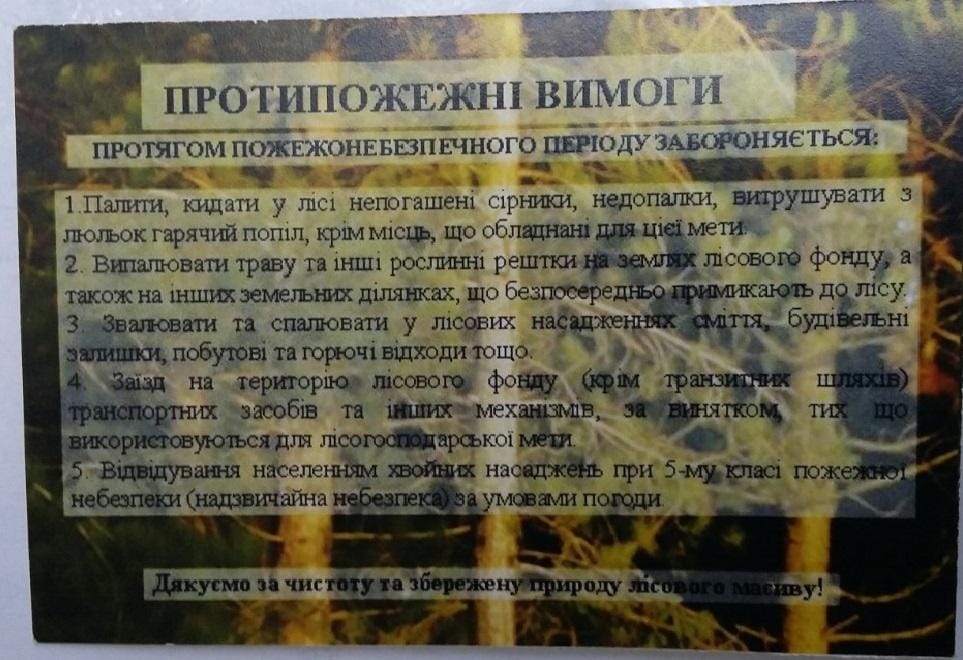 ПРОТИПОЖЕЖНІ ВИМОГИ
ПРОТЯГОМ ПОЖЕЖОНЕБЕЗПЕЧНОГО ПЕРІОДУ ЗАБОРОНЯЄТЬСЯ:
1.Палити, кидати у лісі непогашені сірники, недопалки, витрушувати з
люльок гарячий попіл, крім місць, що обладнані для цієї мети.
2. Випалювати траву та інші рослинні рештки на землях лісового фонду, а
також на інших земельних ділянках, що безпосередньо примикають до лісу.
3. Звалювати та спалювати у лісових насадженнях сміття, будівельні
залишки, побутові та горючі відходи тощо.
4. Заїзд на територію лісового фонду (крім транзитних шляхів)
транспортних засобів та інших механізмів, за винятком, тих що
використовуються для лісогосподарської мети.
5. Відвідування населенням хвойних насаджень при 5-му класі пожежної
небезпеки (надзвичайна небезпека) за умовами погоди.
Дякуємо за чистоту та збережену природу лісового масиву!